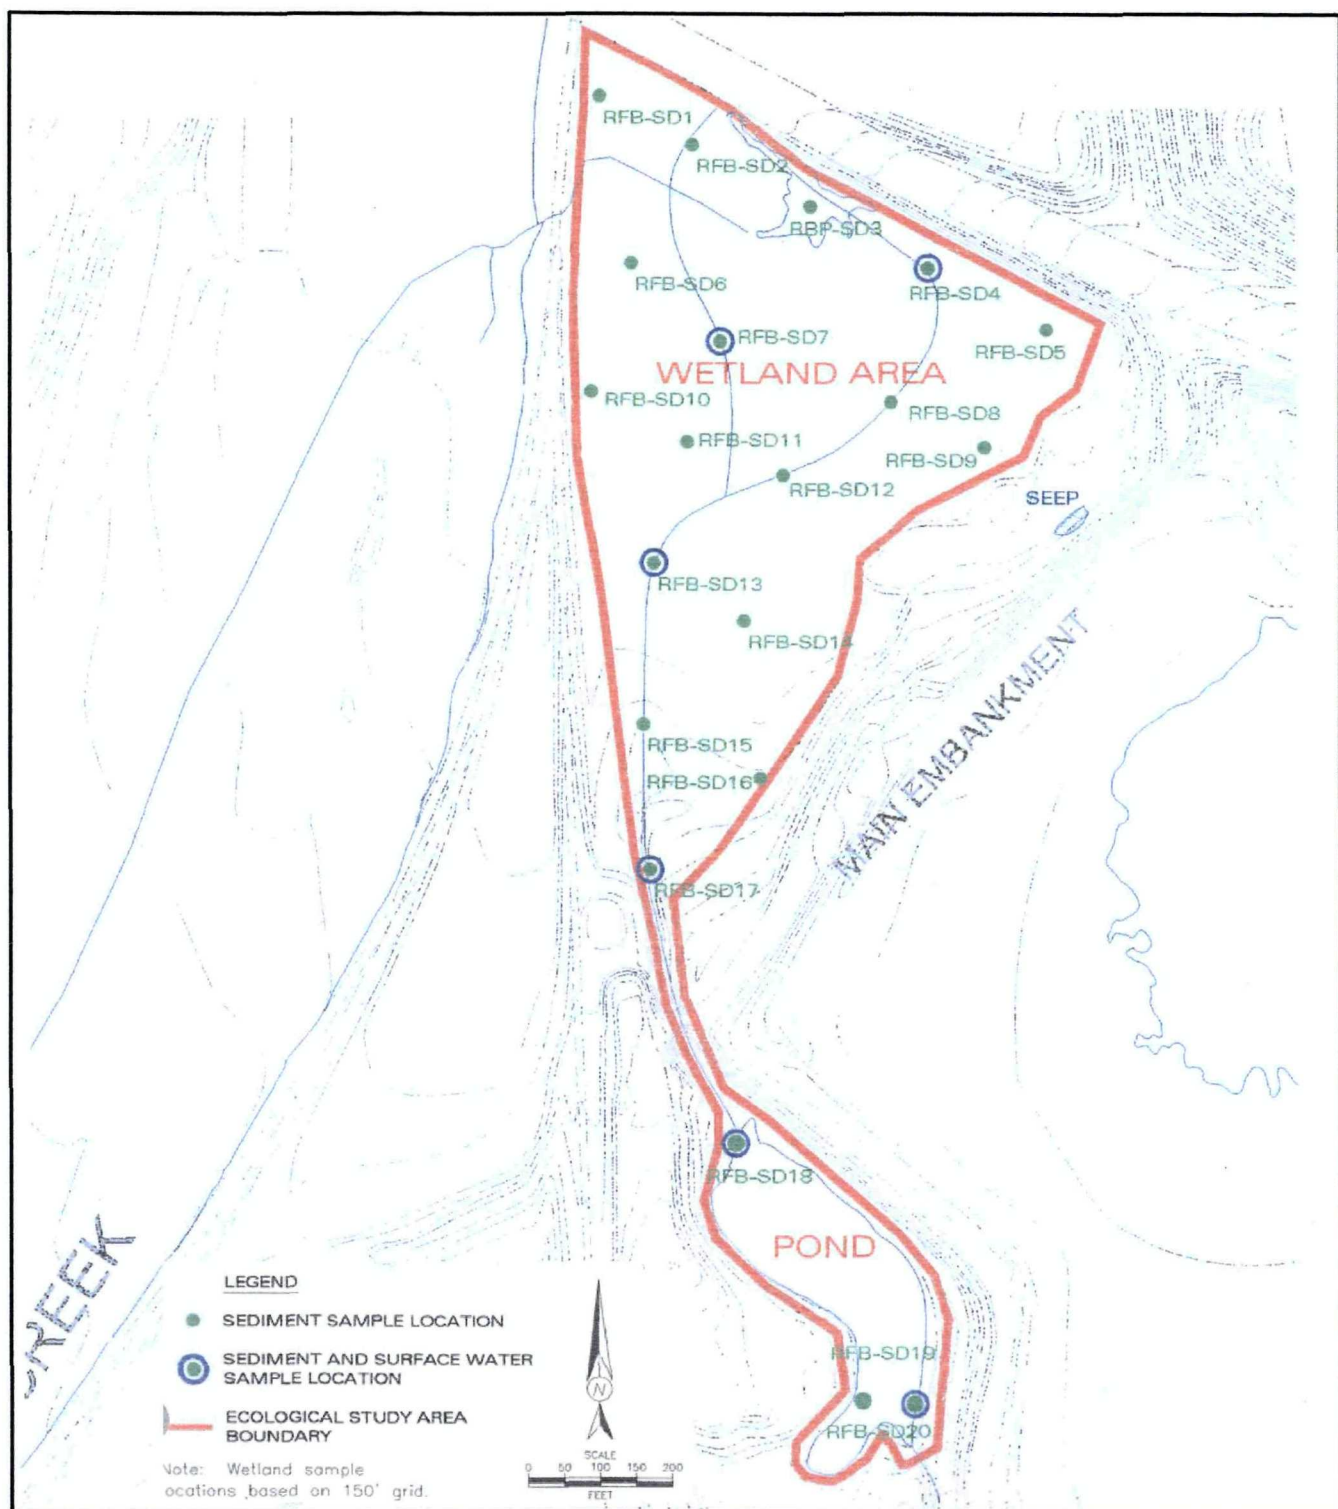 RFB-SD1
RFB-SD2
RBP-SD3
RFB-SD6
RFB-SD4
RFB-SD7
RFB-SD5
WETLAND AREA
RFB-SD10
RFB-SD8
RFB-SD11
RFB-SD9
RFB-SD12
SEEP
RFB-SD13
RFB-SD14
MAIN EMBANKMENT
RFB-SD15
RFB-SD16
RFB-SD17
RFB-SD18
POND
CREEK
LEGEND
SEDIMENT SAMPLE LOCATION
SEDIMENT AND SURFACE WATER
SAMPLE LOCATION
ECOLOGICAL STUDY AREA
BOUNDARY
Note: Wetland sample
ocations based on 150' grid.
N
SCALE
0 50 100 150 200
FEET
RFB-SD19
RFB-SD20